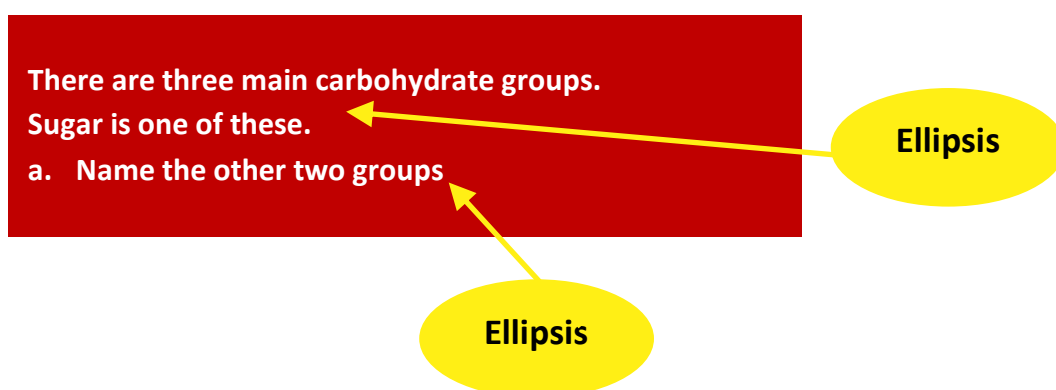 There are three main carbohydrate groups.
Sugar is one of these.
a. Name the other two groups
Ellipsis
Ellipsis